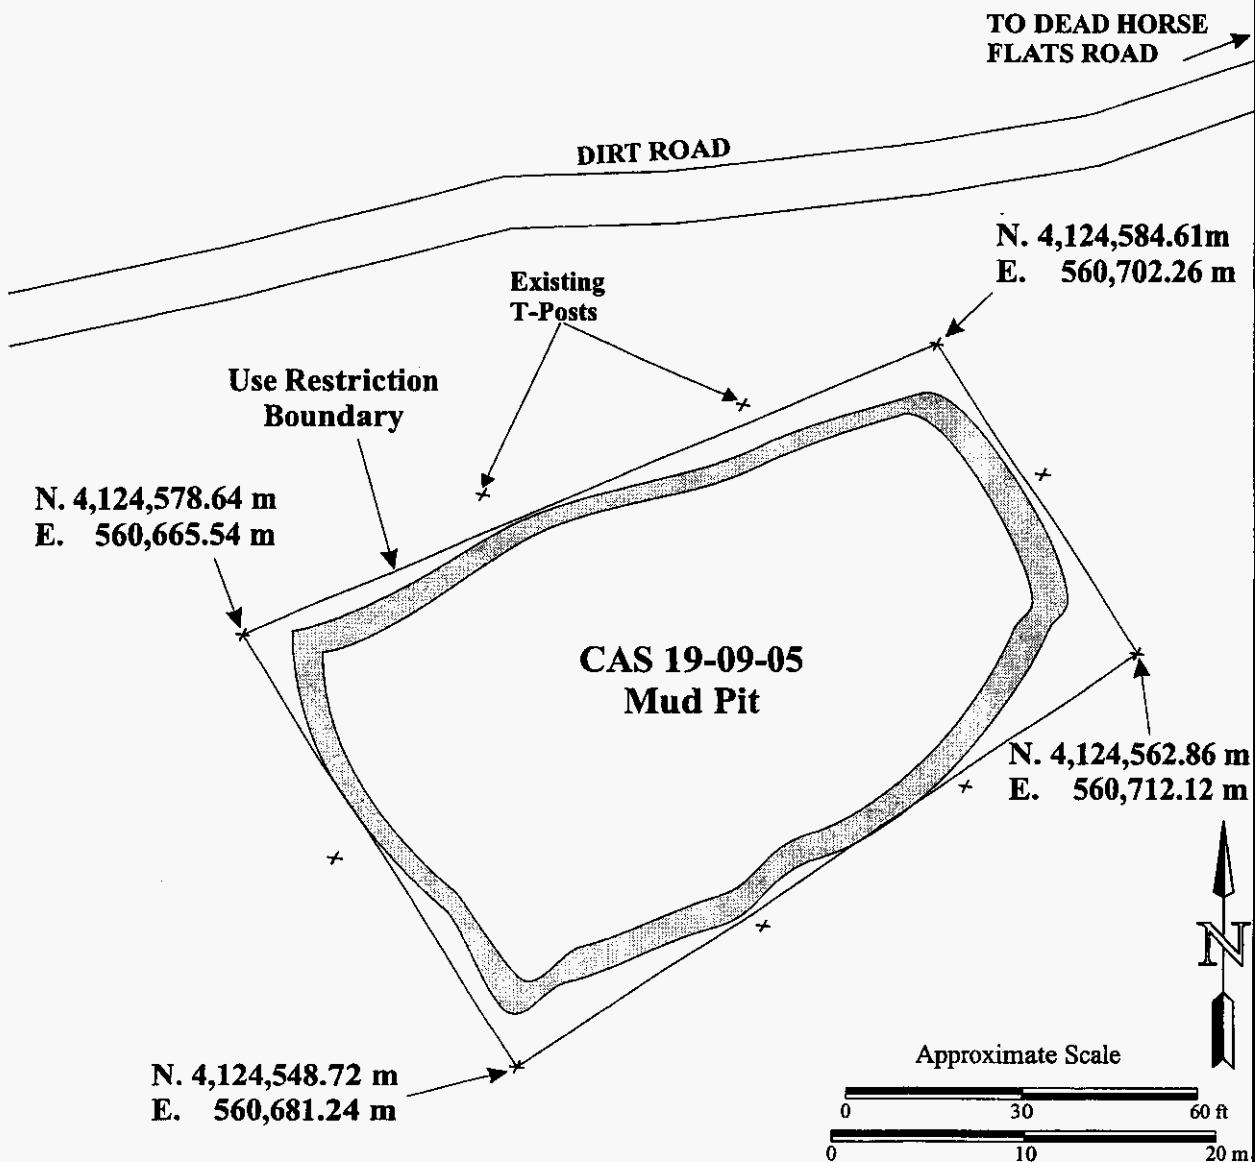 TO DEAD HORSE
FLATS ROAD
DIRT ROAD
N. 4,124,584.61m
E. 560,702.26 m
Existing
T-Posts
Use Restriction
Boundary
N. 4,124,578.64 m
E. 560,665.54 m
CAS 19-09-05
Mud Pit
N. 4,124,562.86 m
E. 560,712.12 m
N
N. 4,124,548.72 m
E. 560,681.24 m
Approximate Scale
0 30 60 ft
0 10 20 m